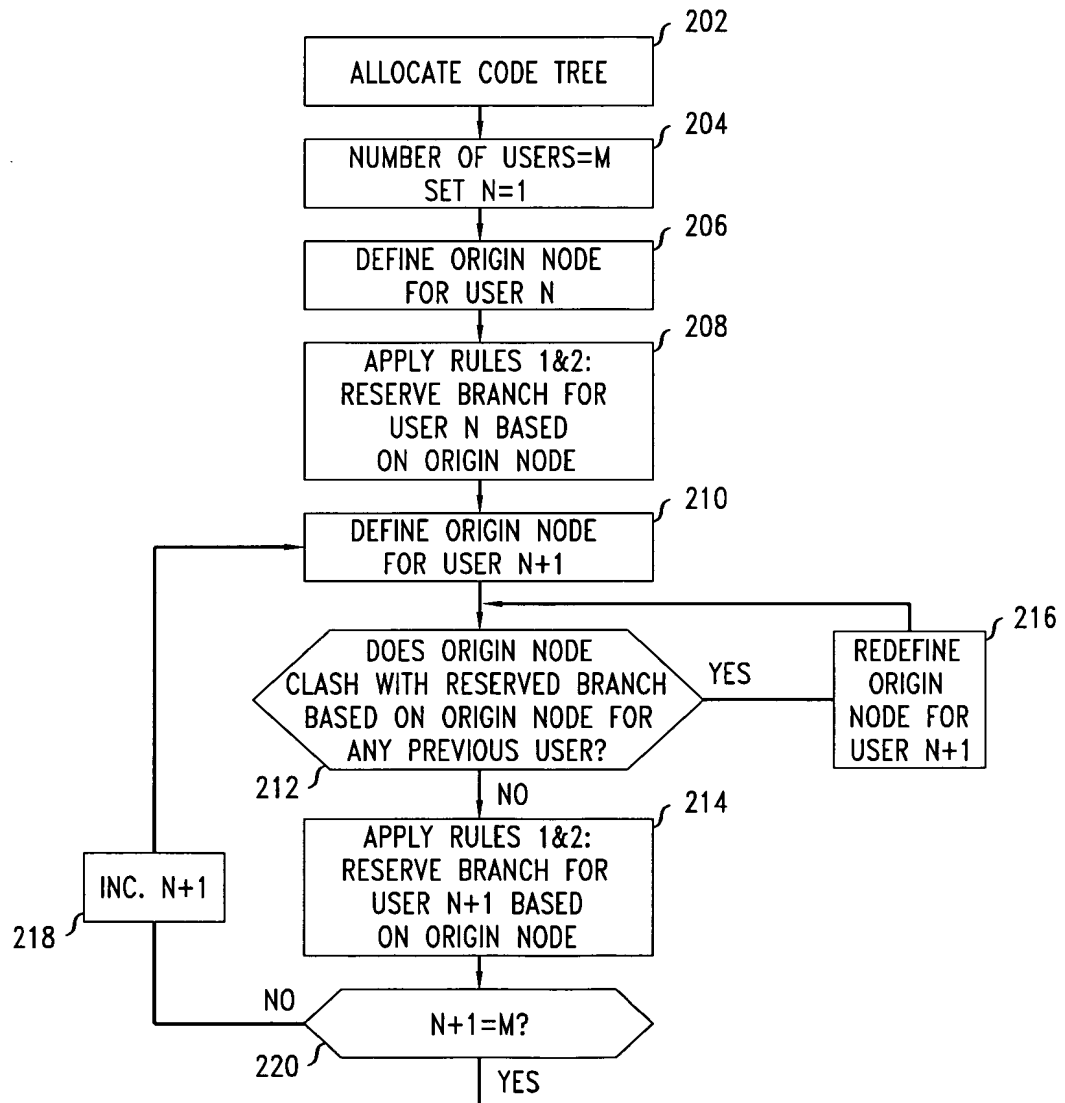 202
ALLOCATE CODE TREE
204
NUMBER OF USERS=M
SET N=1
206
DEFINE ORIGIN NODE
FOR USER N
208
APPLY RULES 1&2:
RESERVE BRANCH FOR
USER N BASED
ON ORIGIN NODE
210
DEFINE ORIGIN NODE
FOR USER N+1
216
REDEFINE
ORIGIN
NODE FOR
USER N+1
DOES ORIGIN NODE
CLASH WITH RESERVED BRANCH
BASED ON ORIGIN NODE FOR
ANY PREVIOUS USER?
YES
212
NO
214
APPLY RULES 1&2:
RESERVE BRANCH FOR
USER N+1 BASED
ON ORIGIN NODE
INC. N+1
218
NO
N+1=M?
220
YES